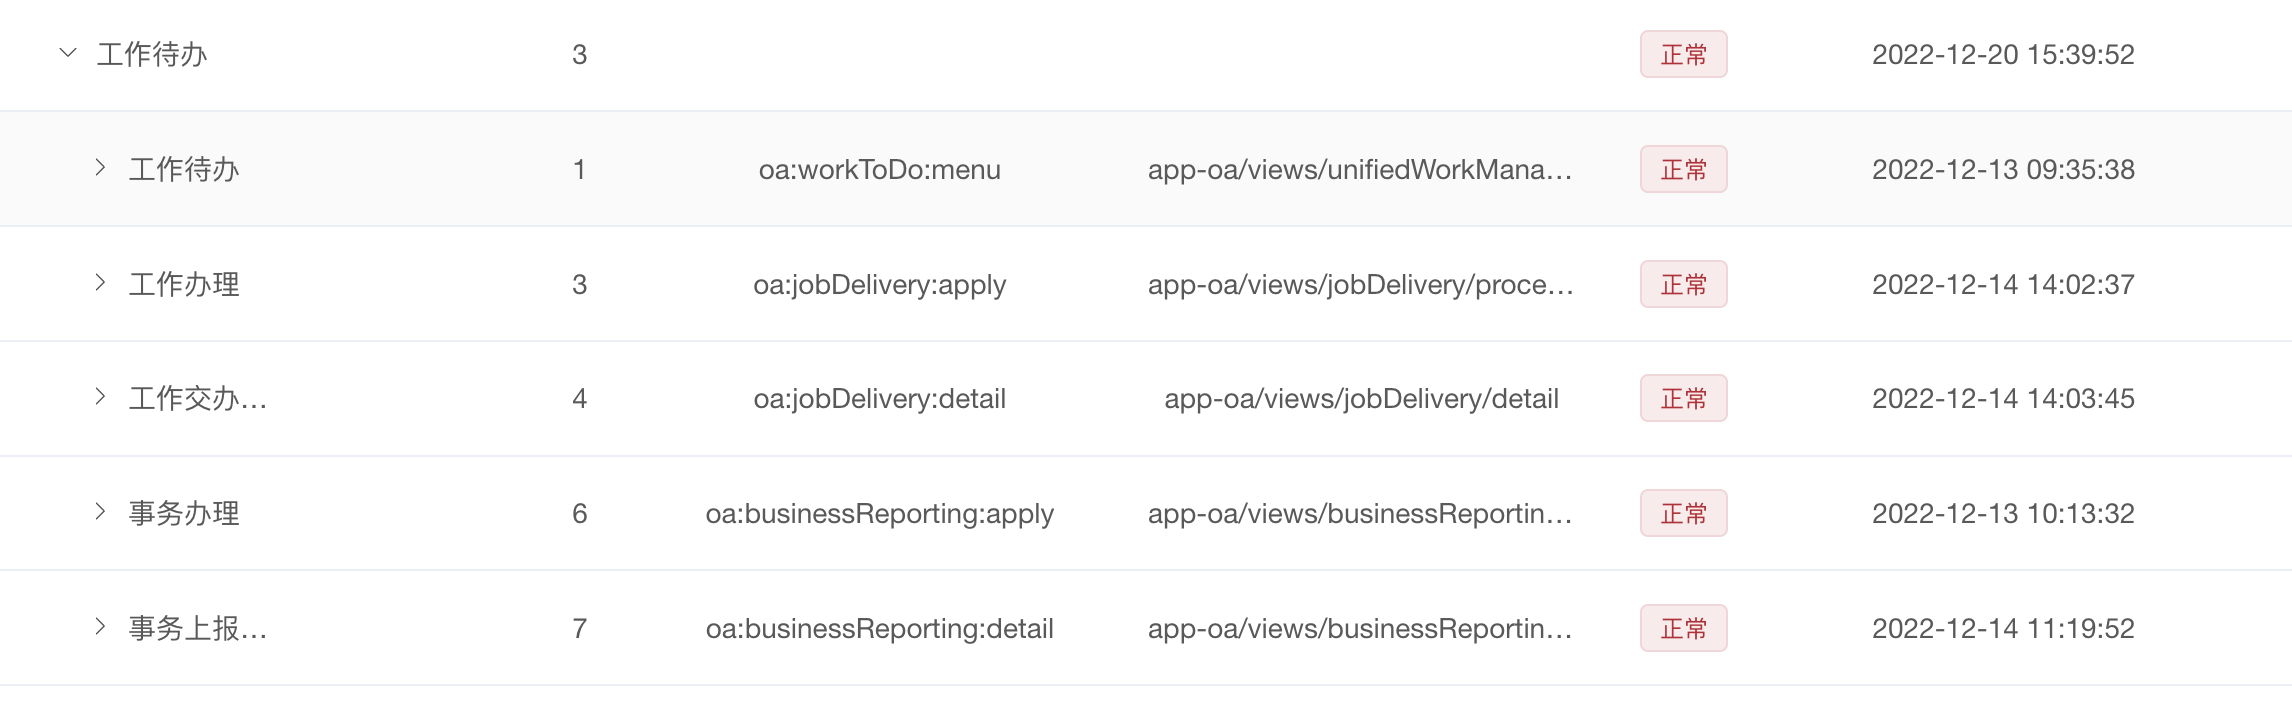 工作待办 3 正常 2022-12-20 15:39:52
工作待办 1 oa:workToDo:menu app-oa/views/unifiedWorkMana... 正常 2022-12-13 09:35:38
工作办理 3 oa:jobDelivery:apply app-oa/views/jobDelivery/proce... 正常 2022-12-14 14:02:37
工作交办... 4 oa:jobDelivery:detail app-oa/views/jobDelivery/detail 正常 2022-12-14 14:03:45
事务办理 6 oa:businessReporting:apply app-oa/views/businessReportin... 正常 2022-12-13 10:13:32
事务上报... 7 oa:businessReporting:detail app-oa/views/businessReportin... 正常 2022-12-14 11:19:52